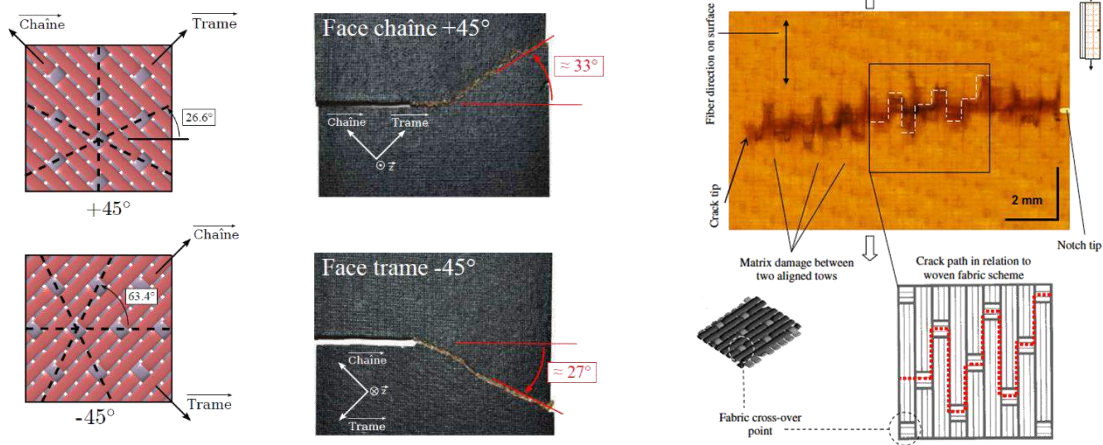 Chaîne
Trame
26.6°
+45°
Chaîne
63.4°
Trame
-45°
Face chaîne +45°
≈ 33°
Chaîne
Trame
z
Face trame -45°
Chaîne
z
Trame
≈ 27°
Fiber direction on surface
Crack tip
2 mm
Notch tip
Matrix damage between
two aligned tows
Crack path in relation to
woven fabric scheme
Fabric cross-over
point